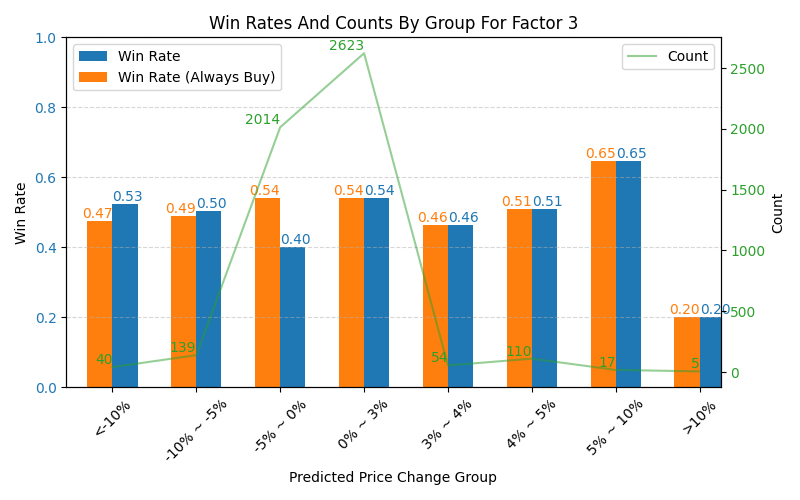 Win Rates And Counts By Group For Factor 3
Win Rate
Win Rate (Always Buy)
Count
1.0
0.8
0.6
0.4
0.2
0.0
Win Rate
2500
2000
1500
1000
500
0
Count
0.47
0.53
0.49
0.50
0.54
0.40
0.54
0.54
0.46
0.46
0.51
0.51
0.65
0.65
0.20
0.20
40
139
2014
2623
54
110
17
5
<-10%
-10% ~ -5%
-5% ~ 0%
0% ~ 3%
3% ~ 4%
4% ~ 5%
5% ~ 10%
>10%
Predicted Price Change Group